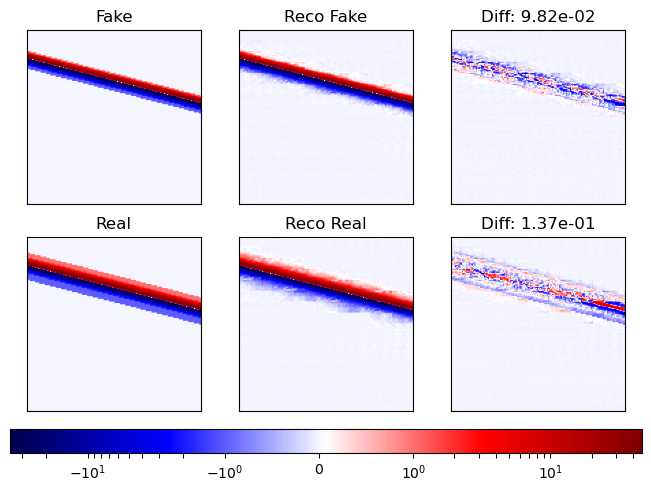 Fake Reco Fake Diff: 9.82e-02
Real Reco Real Diff: 1.37e-01
−10¹ −10⁰ 0 10⁰ 10¹